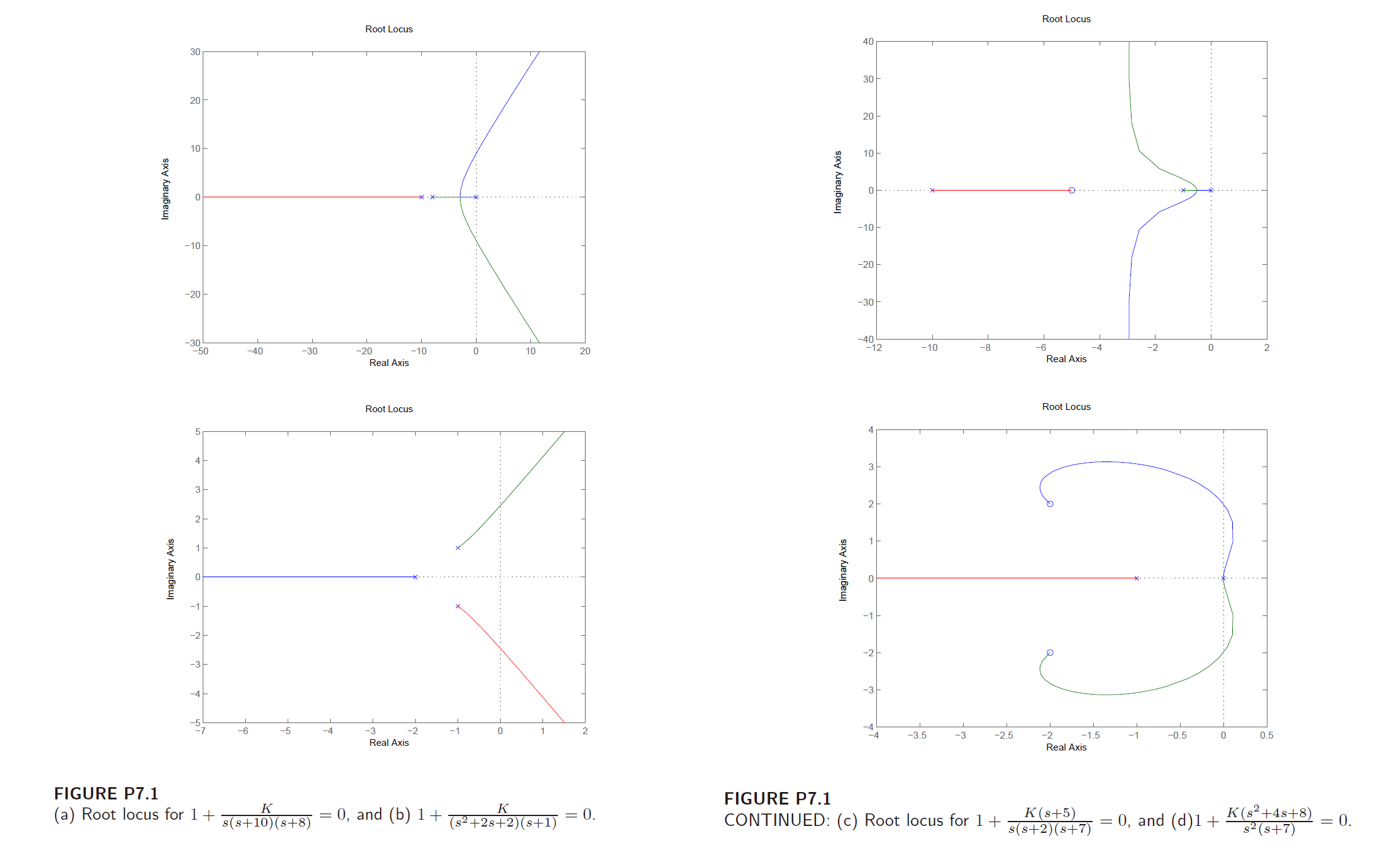 Root Locus
30
20
10
0
−10
−20
−30
Imaginary Axis
−50 −40 −30 −20 −10 0 10 20
Real Axis
Root Locus
5
4
3
2
1
0
−1
−2
−3
−4
−5
Imaginary Axis
−7 −6 −5 −4 −3 −2 −1 0 1 2
Real Axis
FIGURE P7.1
(a) Root locus for 1 + K/(s(s+10)(s+8)) = 0, and (b) 1 + K/((s²+2s+2)(s+1)) = 0.
Root Locus
40
30
20
10
0
−10
−20
−30
−40
Imaginary Axis
−12 −10 −8 −6 −4 −2 0 2
Real Axis
Root Locus
4
3
2
1
0
−1
−2
−3
−4
Imaginary Axis
−4 −3.5 −3 −2.5 −2 −1.5 −1 −0.5 0 0.5
Real Axis
FIGURE P7.1
CONTINUED: (c) Root locus for 1 + K(s+5)/(s(s+2)(s+7)) = 0, and (d)1 + K(s²+4s+8)/(s²(s+7)) = 0.